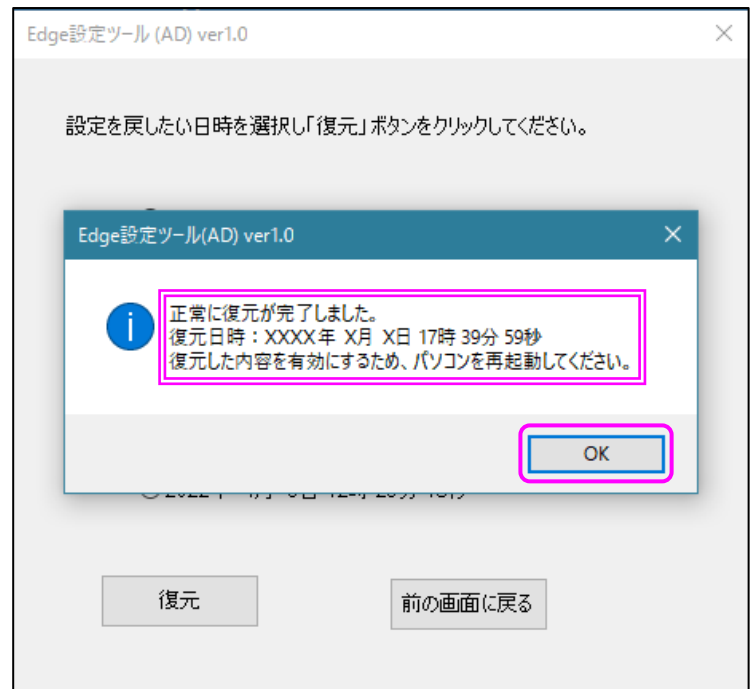 Edge設定ツール (AD) ver1.0
設定を戻したい日時を選択し「復元」ボタンをクリックしてください。
Edge設定ツール(AD) ver1.0
正常に復元が完了しました。
復元日時：XXXX年 X月 X日 17時 39分 59秒
復元した内容を有効にするため、パソコンを再起動してください。
OK
復元
前の画面に戻る